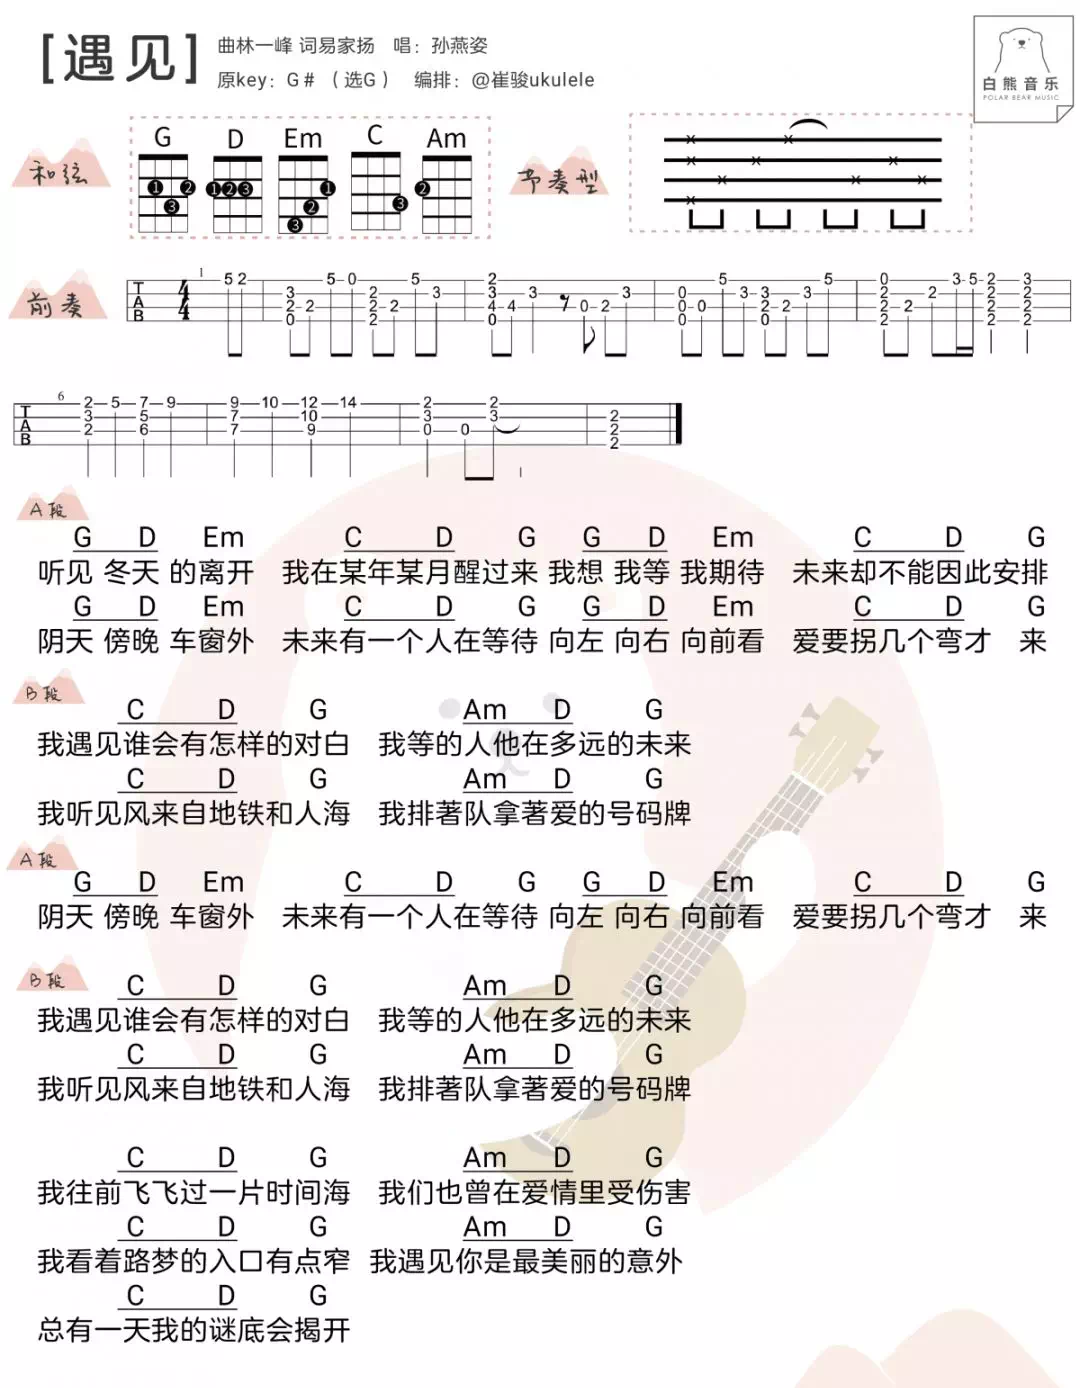 [遇见]
曲林一峰 词易家扬 唱：孙燕姿
原key：G#（选G） 编排：@崔骏ukulele
白熊音乐
POLAR BEAR MUSIC
和弦
G D Em C Am
节奏型
前奏
A段
G D Em C D G G D Em C D G
听见 冬天 的离开 我在某年某月醒过来 我想 我等 我期待 未来却不能因此安排
G D Em C D G G D Em C D G
阴天 傍晚 车窗外 未来有一个人在等待 向左 向右 向前看 爱要拐几个弯才 来
B段
C D G Am D G
我遇见谁会有怎样的对白 我等的人他在多远的未来
C D G Am D G
我听见风来自地铁和人海 我排著队拿著爱的号码牌
A段
G D Em C D G G D Em C D G
阴天 傍晚 车窗外 未来有一个人在等待 向左 向右 向前看 爱要拐几个弯才 来
B段
C D G Am D G
我遇见谁会有怎样的对白 我等的人他在多远的未来
C D G Am D G
我听见风来自地铁和人海 我排著队拿著爱的号码牌
C D G Am D G
我往前飞飞过一片时间海 我们也曾在爱情里受伤害
C D G Am D G
我看着路梦的入口有点窄 我遇见你是最美丽的意外
C D G
总有一天我的谜底会揭开